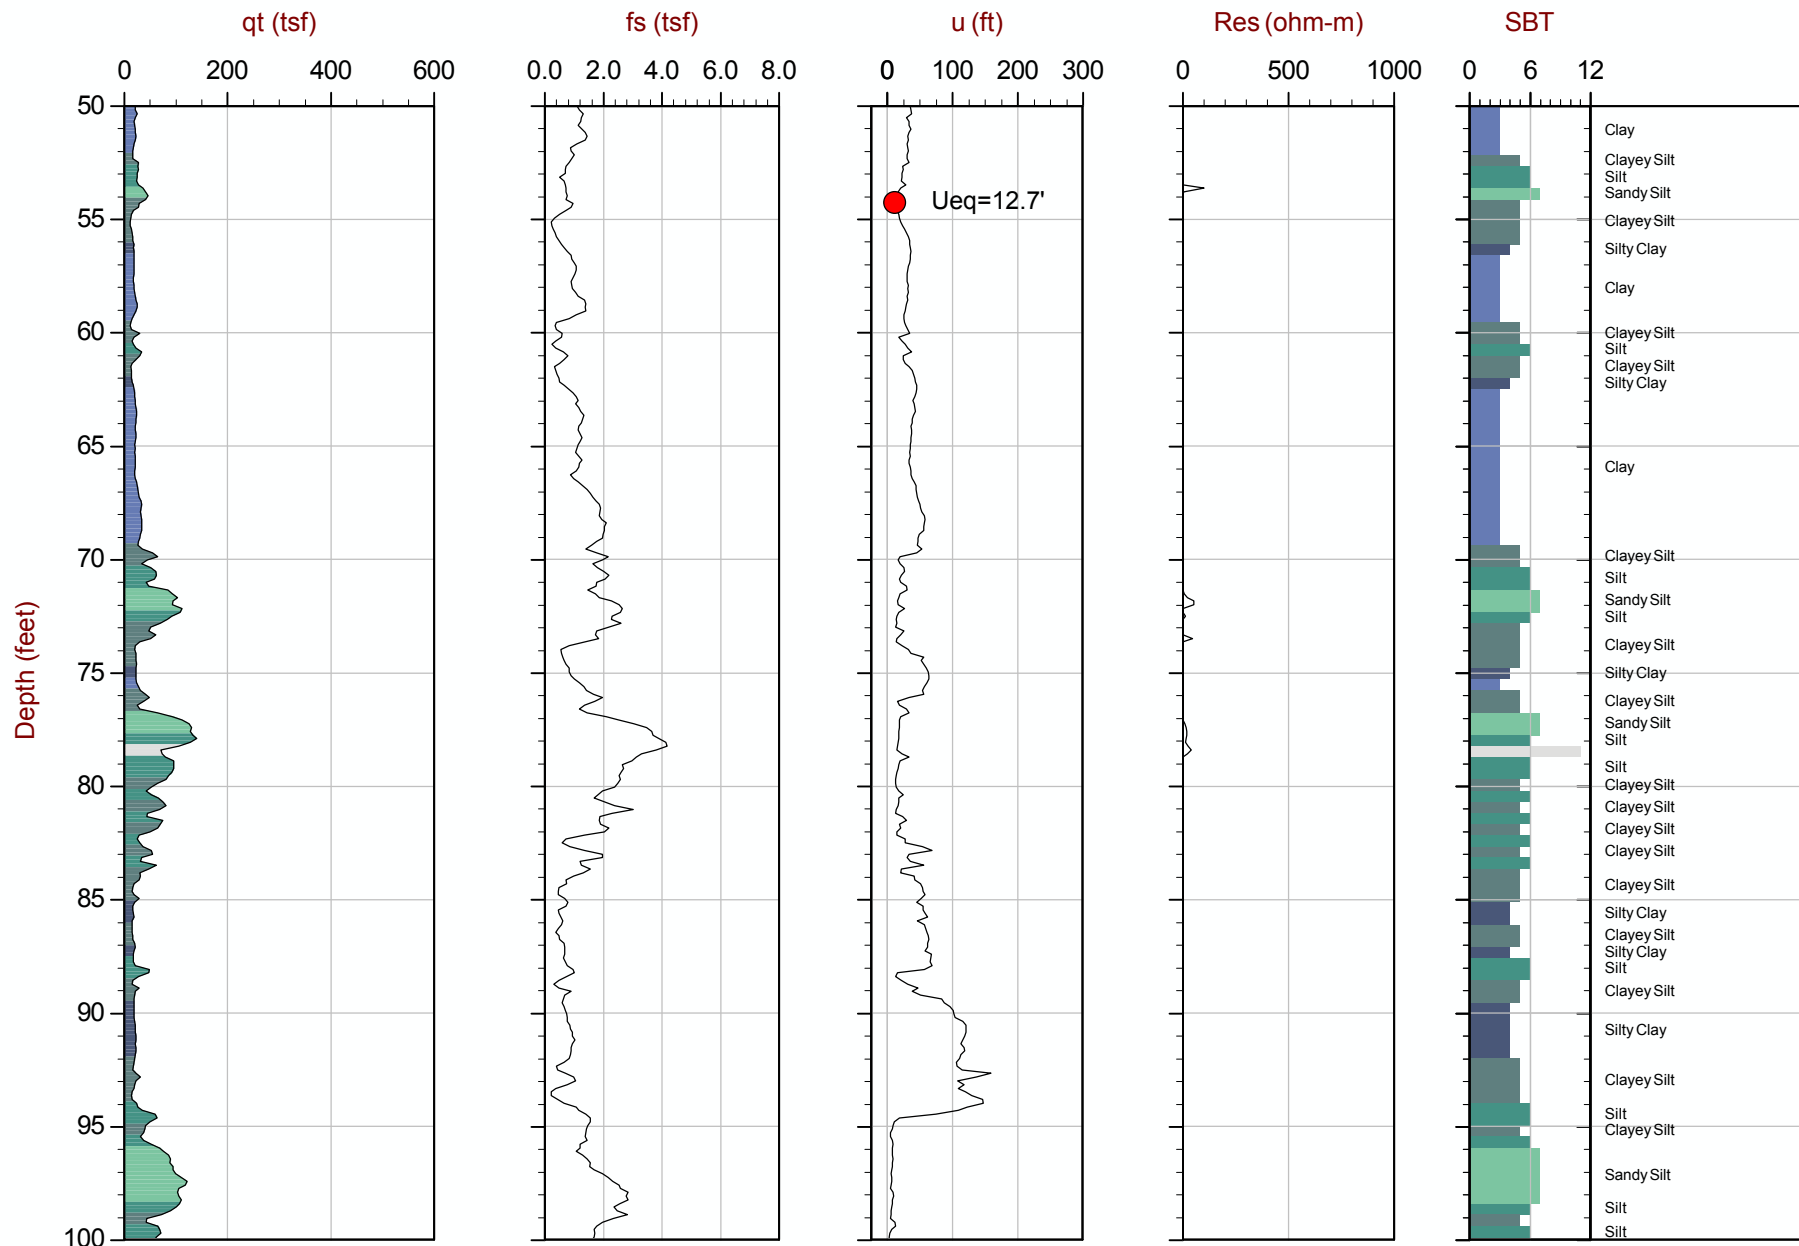 qt (tsf) fs (tsf) u (ft) Res (ohm-m) SBT
0 200 400 600 0.0 2.0 4.0 6.0 8.0 0 100 200 300 0 500 1000 0 6 12
50
Clay
Clayey Silt
Silt
Sandy Silt
Ueq=12.7'
55
Clayey Silt
Silty Clay
Clay
60
Clayey Silt
Silt
Clayey Silt
Silty Clay
65
Clay
70
Clayey Silt
Silt
Sandy Silt
Silt
Clayey Silt
75
Silty Clay
Clayey Silt
Depth (feet)
Sandy Silt
Silt
Silt
80
Clayey Silt
Clayey Silt
Clayey Silt
Clayey Silt
Clayey Silt
85
Silty Clay
Clayey Silt
Silty Clay
Silt
Clayey Silt
90
Silty Clay
Clayey Silt
Silt
95
Clayey Silt
Sandy Silt
Silt
Silt
100